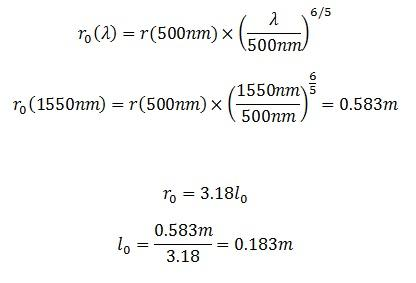 r₀(λ) = r(500nm) × (λ/500nm)^6/5
r₀(1550nm) = r(500nm) × (1550nm/500nm)^6/5 = 0.583m
r₀ = 3.18l₀
l₀ = 0.583m/3.18 = 0.183m